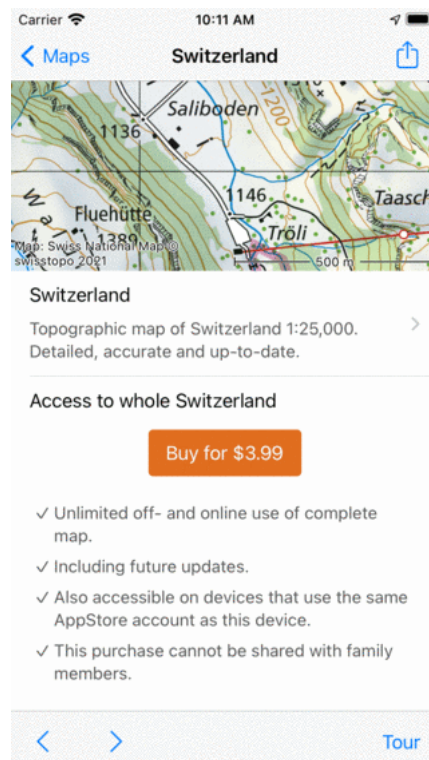 Carrier 10:11 AM
Maps Switzerland
Saliboden
1200
1136
1146
Taasch
Fluehütte
Wal
Tröli
1389
Map: Swiss National Map ©
swisstopo 2021
500 m
Switzerland
Topographic map of Switzerland 1:25,000.
Detailed, accurate and up-to-date.
Access to whole Switzerland
Buy for $3.99
✓ Unlimited off- and online use of complete
map.
✓ Including future updates.
✓ Also accessible on devices that use the same
AppStore account as this device.
✓ This purchase cannot be shared with family
members.
Tour